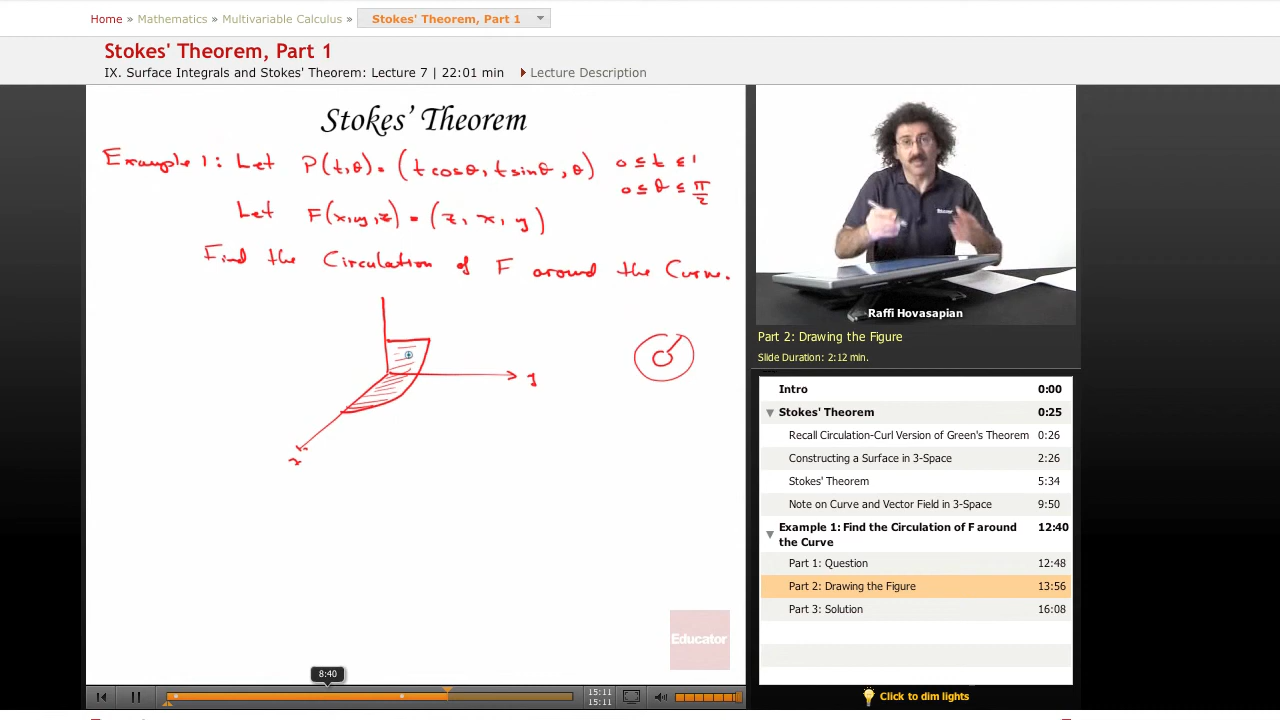 Home » Mathematics » Multivariable Calculus » Stokes' Theorem, Part 1
Stokes' Theorem, Part 1
IX. Surface Integrals and Stokes' Theorem: Lecture 7 | 22:01 min Lecture Description
Stokes' Theorem
Example 1: Let P(t,θ) = (t cosθ, t sinθ, θ) 0 ≤ t ≤ 1
0 ≤ θ ≤ π/2
Let F(x,y,z) = (z, x, y)
Find the Circulation of F around the Curve.
y
x
Educator
8:40
15:11
15:11
Raffi Hovasapian
Part 2: Drawing the Figure
Slide Duration: 2:12 min.
Intro 0:00
Stokes' Theorem 0:25
Recall Circulation-Curl Version of Green's Theorem 0:26
Constructing a Surface in 3-Space 2:26
Stokes' Theorem 5:34
Note on Curve and Vector Field in 3-Space 9:50
Example 1: Find the Circulation of F around 12:40
the Curve
Part 1: Question 12:48
Part 2: Drawing the Figure 13:56
Part 3: Solution 16:08
Click to dim lights